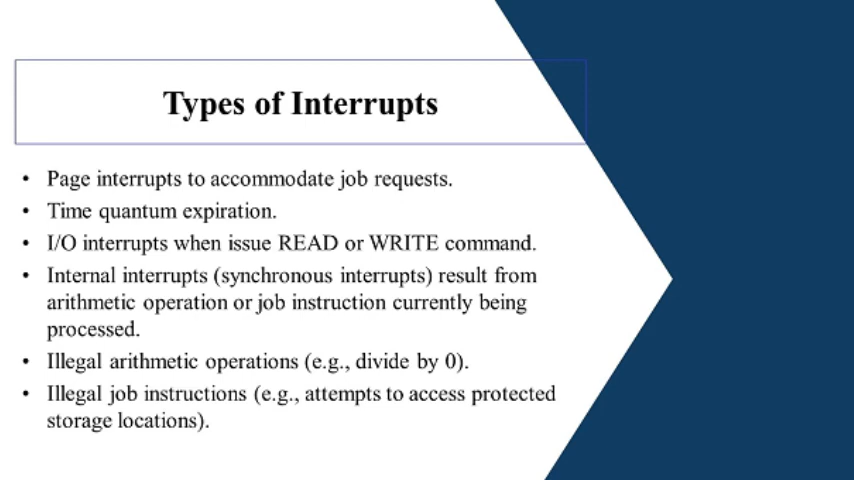 Types of Interrupts
• Page interrupts to accommodate job requests.
• Time quantum expiration.
• I/O interrupts when issue READ or WRITE command.
• Internal interrupts (synchronous interrupts) result from
arithmetic operation or job instruction currently being
processed.
• Illegal arithmetic operations (e.g., divide by 0).
• Illegal job instructions (e.g., attempts to access protected
storage locations).